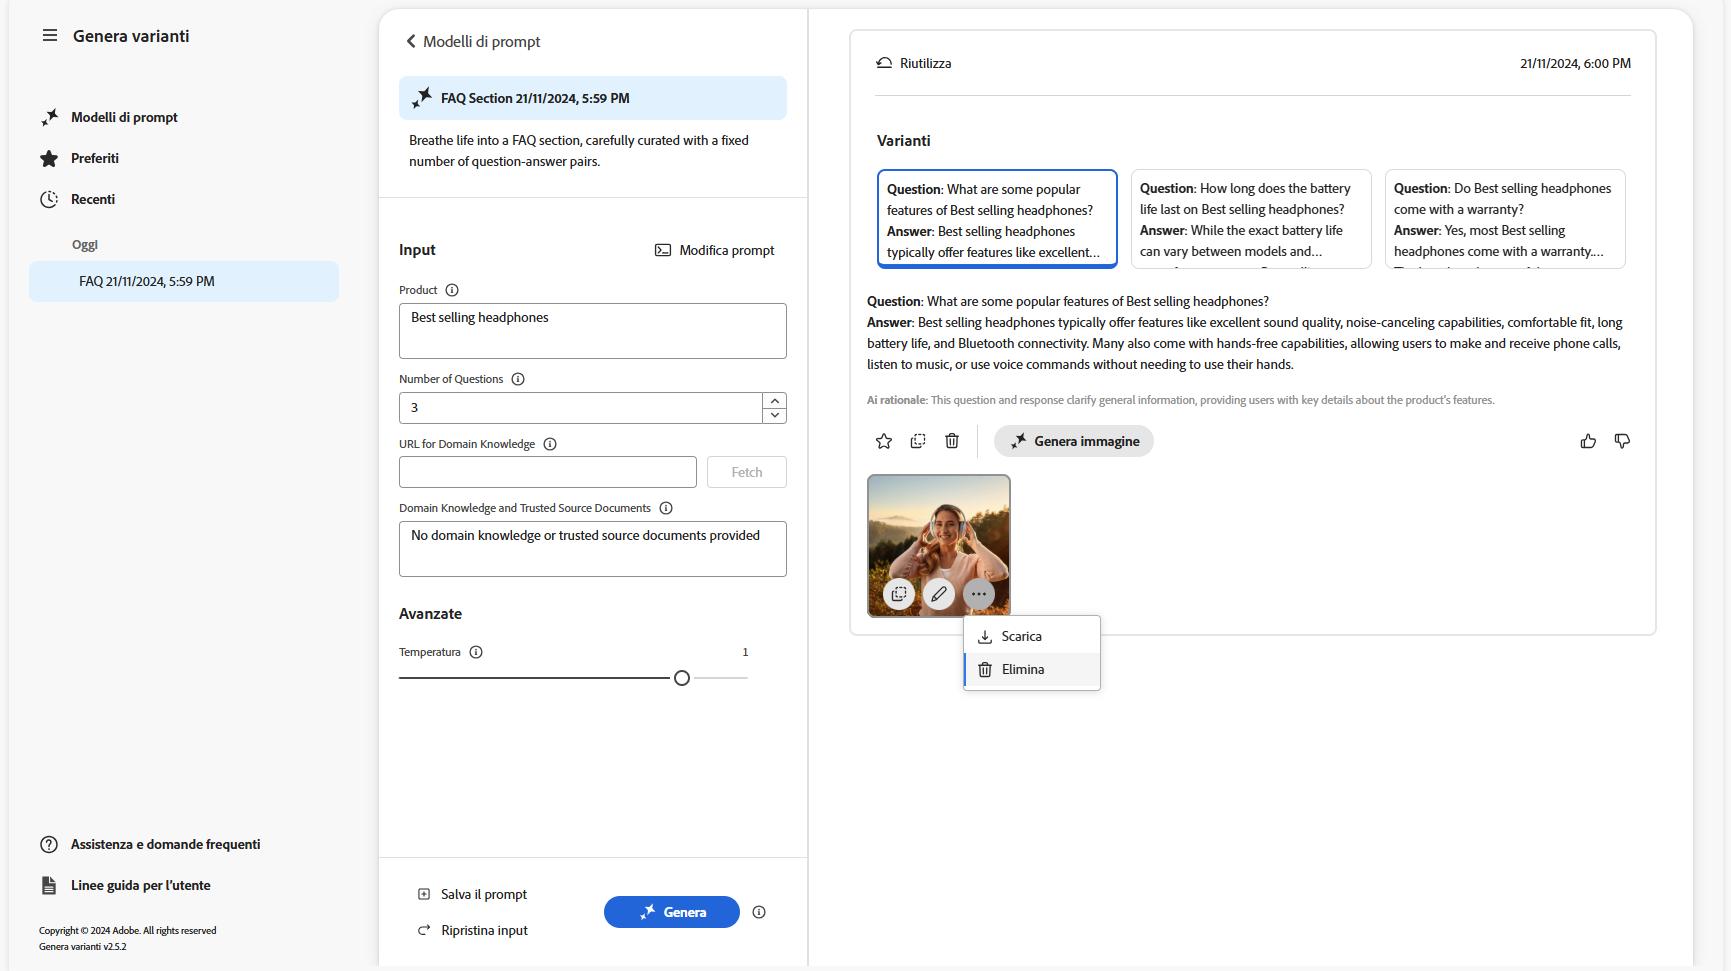 Genera varianti
Modelli di prompt
Preferiti
Recenti
Oggi
FAQ 21/11/2024, 5:59 PM
Assistenza e domande frequenti
Linee guida per l'utente
Copyright © 2024 Adobe. All rights reserved
Genera varianti v2.5.2
Modelli di prompt
FAQ Section 21/11/2024, 5:59 PM
Breathe life into a FAQ section, carefully curated with a fixed
number of question-answer pairs.
Input
Modifica prompt
Product
Best selling headphones
Number of Questions
3
URL for Domain Knowledge
Fetch
Domain Knowledge and Trusted Source Documents
No domain knowledge or trusted source documents provided
Avanzate
Temperatura
1
Salva il prompt
Ripristina input
Genera
Riutilizza
21/11/2024, 6:00 PM
Varianti
Question: What are some popular
features of Best selling headphones?
Answer: Best selling headphones
typically offer features like excellent...
Question: How long does the battery
life last on Best selling headphones?
Answer: While the exact battery life
can vary between models and...
Question: Do Best selling headphones
come with a warranty?
Answer: Yes, most Best selling
headphones come with a warranty....
Question: What are some popular features of Best selling headphones?
Answer: Best selling headphones typically offer features like excellent sound quality, noise-canceling capabilities, comfortable fit, long
battery life, and Bluetooth connectivity. Many also come with hands-free capabilities, allowing users to make and receive phone calls,
listen to music, or use voice commands without needing to use their hands.
Ai rationale: This question and response clarify general information, providing users with key details about the product's features.
Genera immagine
Scarica
Elimina